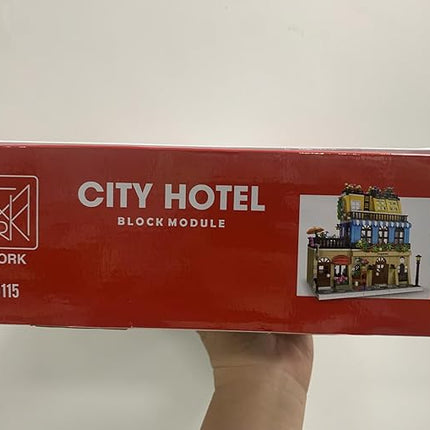 CITY HOTEL
BLOCK MODULE
ORK
115